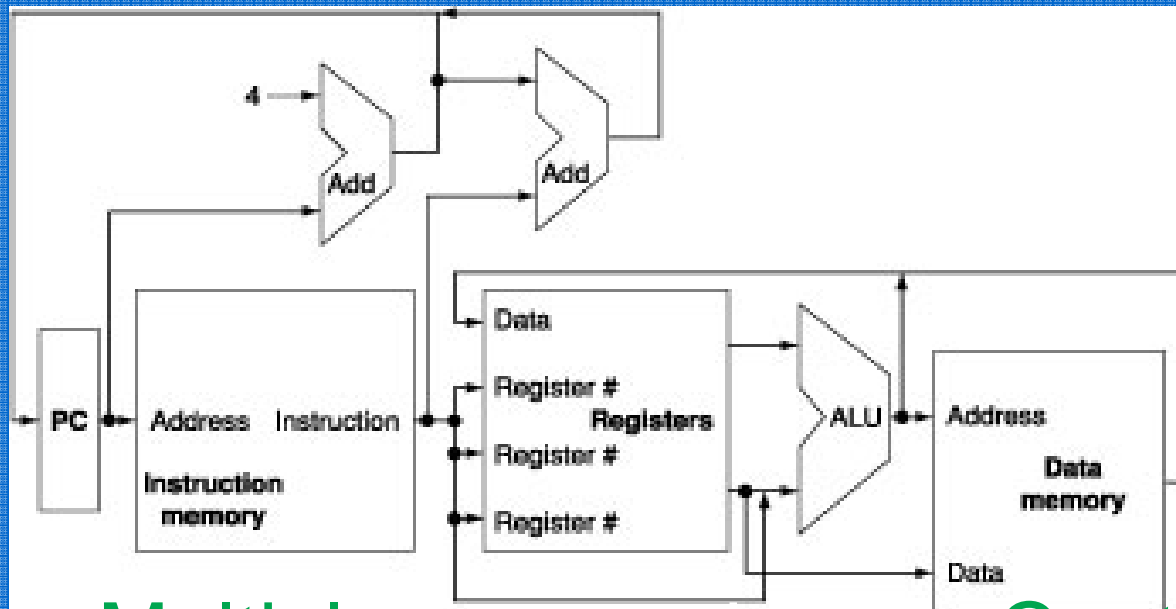 4
Add
Add
Data
Register #
Registers
Register #
Register #
PC
Address Instruction
Instruction
memory
ALU
Address
Data
memory
Data